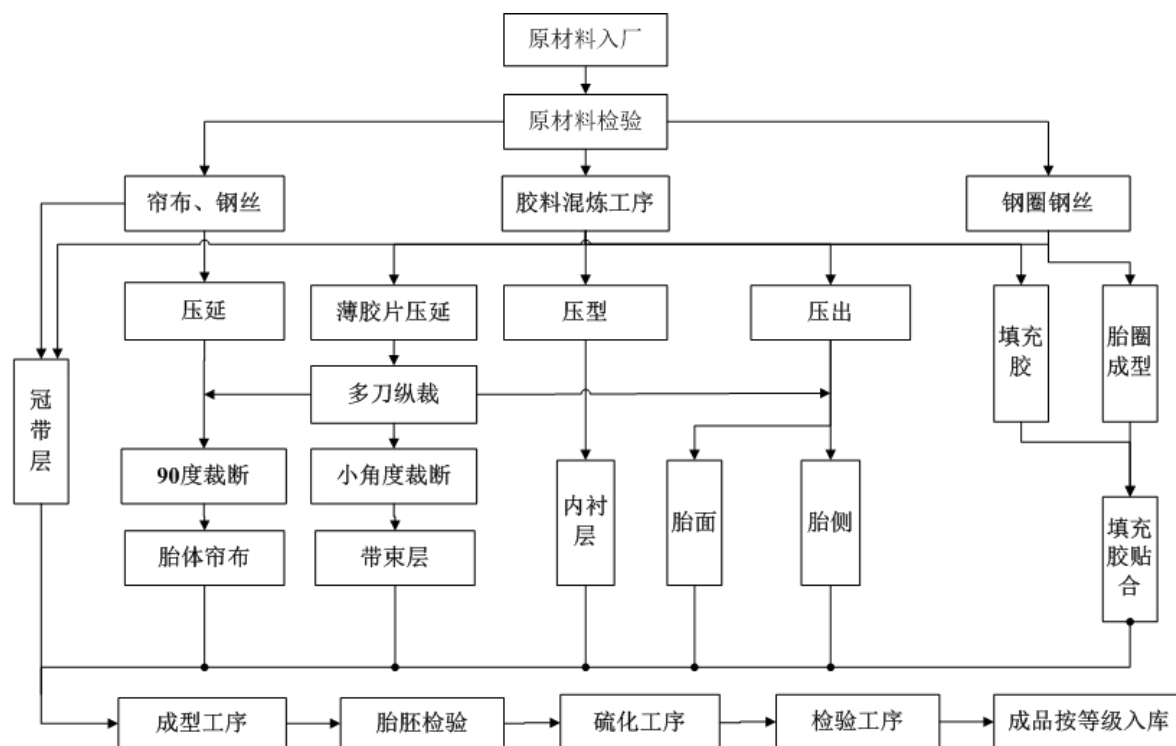 原材料入厂
原材料检验
帘布、钢丝
胶料混炼工序
钢圈钢丝
压延
薄胶片压延
压型
压出
填充
胶
胎圈
成型
冠
带
层
多刀纵裁
90度裁断
小角度裁断
内衬
层
胎面
胎侧
填充
胶贴
合
胎体帘布
带束层
成型工序
胎胚检验
硫化工序
检验工序
成品按等级入库